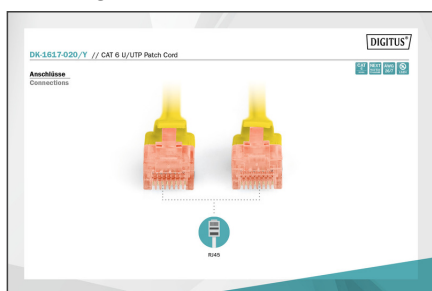 DIGITUS®
DK-1617-020/Y // CAT 6 U/UTP Patch Cord
Anschlüsse
Connections
RJ45